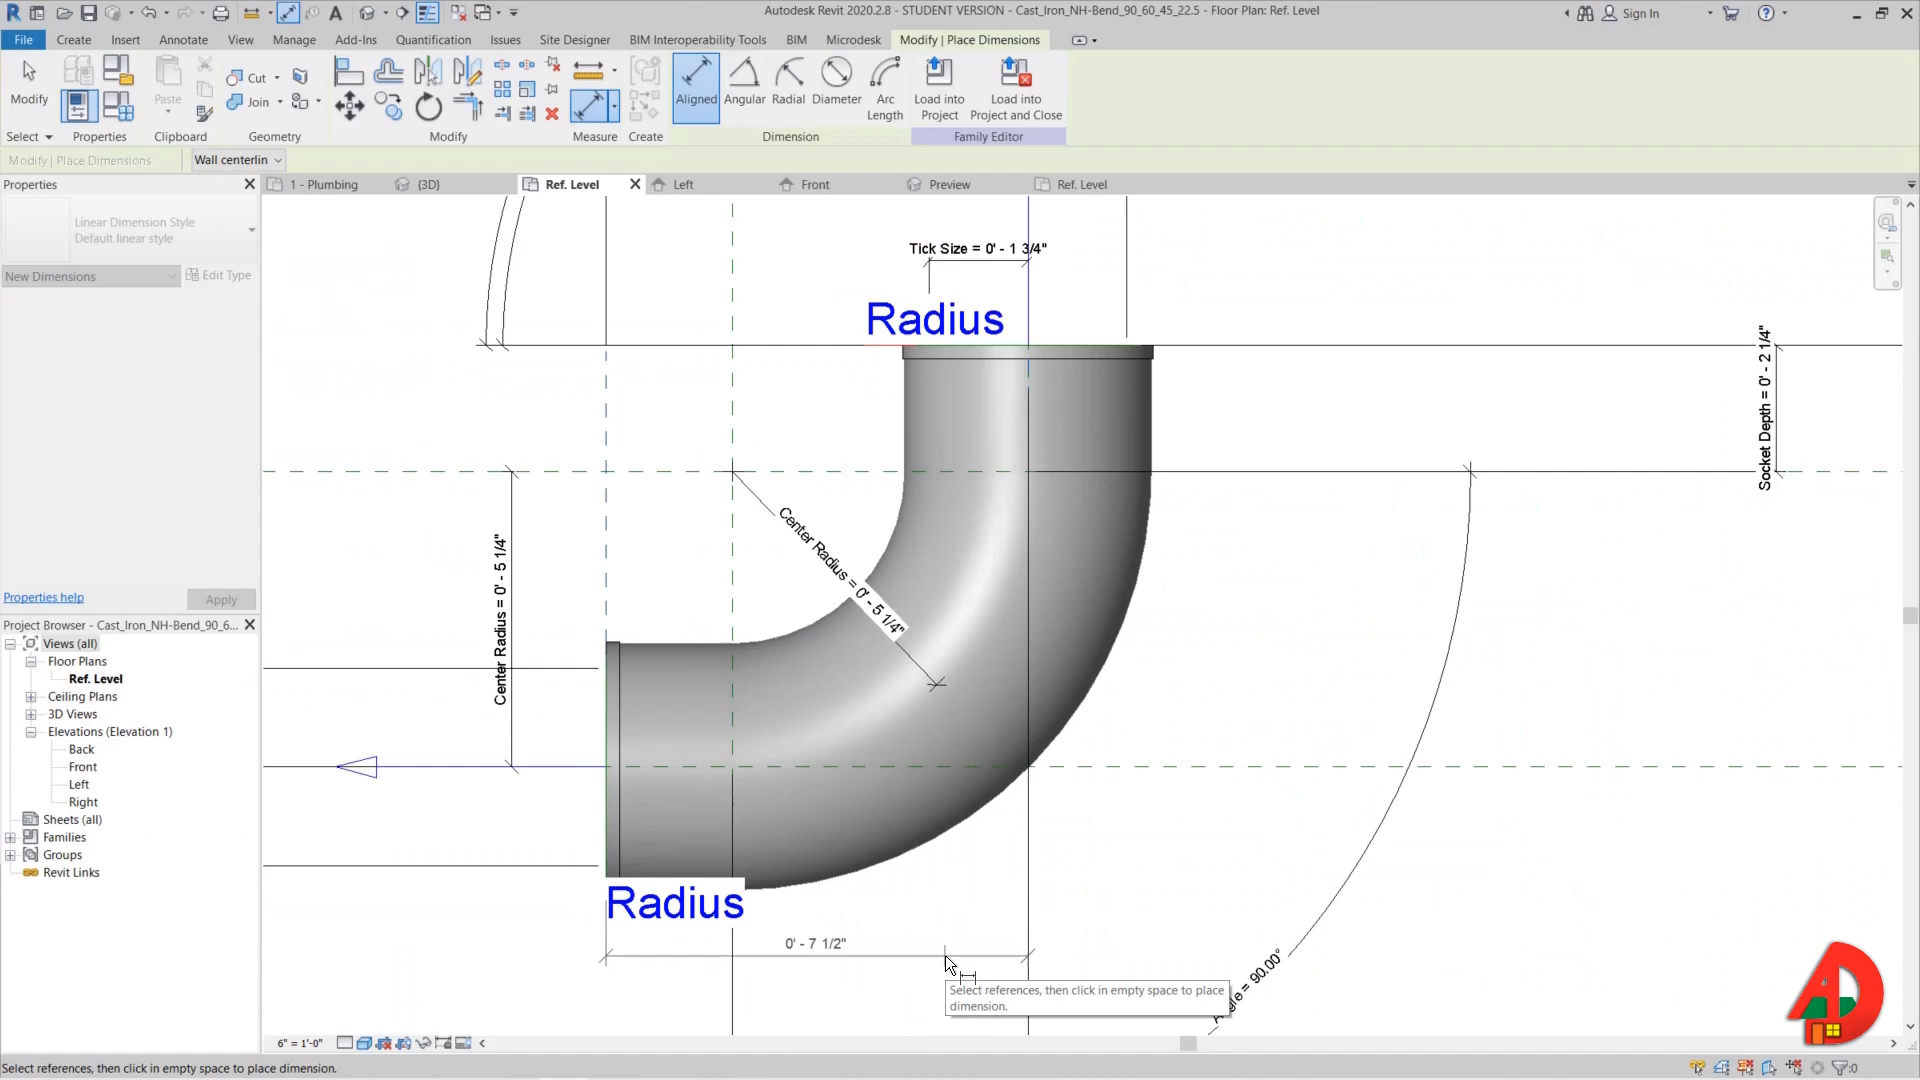 Autodesk Revit 2020.2.8 - STUDENT VERSION - Cast_Iron_NH-Bend_90_60_45_22.5 - Floor Plan: Ref. Level
Sign In
File Create Insert Annotate View Manage Add-Ins Quantification Issues Site Designer BIM Interoperability Tools BIM Microdesk Modify | Place Dimensions
Modify
Paste
Cut
Join
Aligned Angular Radial Diameter Arc Length
Load into Project
Load into Project and Close
Select Properties Clipboard Geometry Modify Measure Create Dimension Family Editor
Modify | Place Dimensions
Wall centerlin
Properties
1 - Plumbing {3D} Ref. Level Left Front Preview Ref. Level
Linear Dimension Style
Default linear style
New Dimensions
Edit Type
Properties help
Apply
Project Browser - Cast_Iron_NH-Bend_90_6...
Views (all)
Floor Plans
Ref. Level
Ceiling Plans
3D Views
Elevations (Elevation 1)
Back
Front
Left
Right
Sheets (all)
Families
Groups
Revit Links
Tick Size = 0' - 1 3/4"
Radius
Socket Depth = 0' - 2 1/4"
Center Radius = 0' - 5 1/4"
Center Radius = 0' - 5 1/4"
Radius
0' - 7 1/2"
Select references, then click in empty space to place
dimension.
= 90.00°
6" = 1'-0"
Select references, then click in empty space to place dimension.
:0